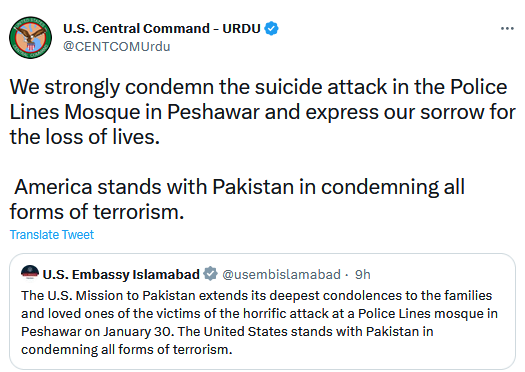 U.S. Central Command - URDU
@CENTCOMUrdu
We strongly condemn the suicide attack in the Police
Lines Mosque in Peshawar and express our sorrow for
the loss of lives.
America stands with Pakistan in condemning all
forms of terrorism.
Translate Tweet
U.S. Embassy Islamabad @usembislamabad · 9h
The U.S. Mission to Pakistan extends its deepest condolences to the families
and loved ones of the victims of the horrific attack at a Police Lines mosque in
Peshawar on January 30. The United States stands with Pakistan in
condemning all forms of terrorism.